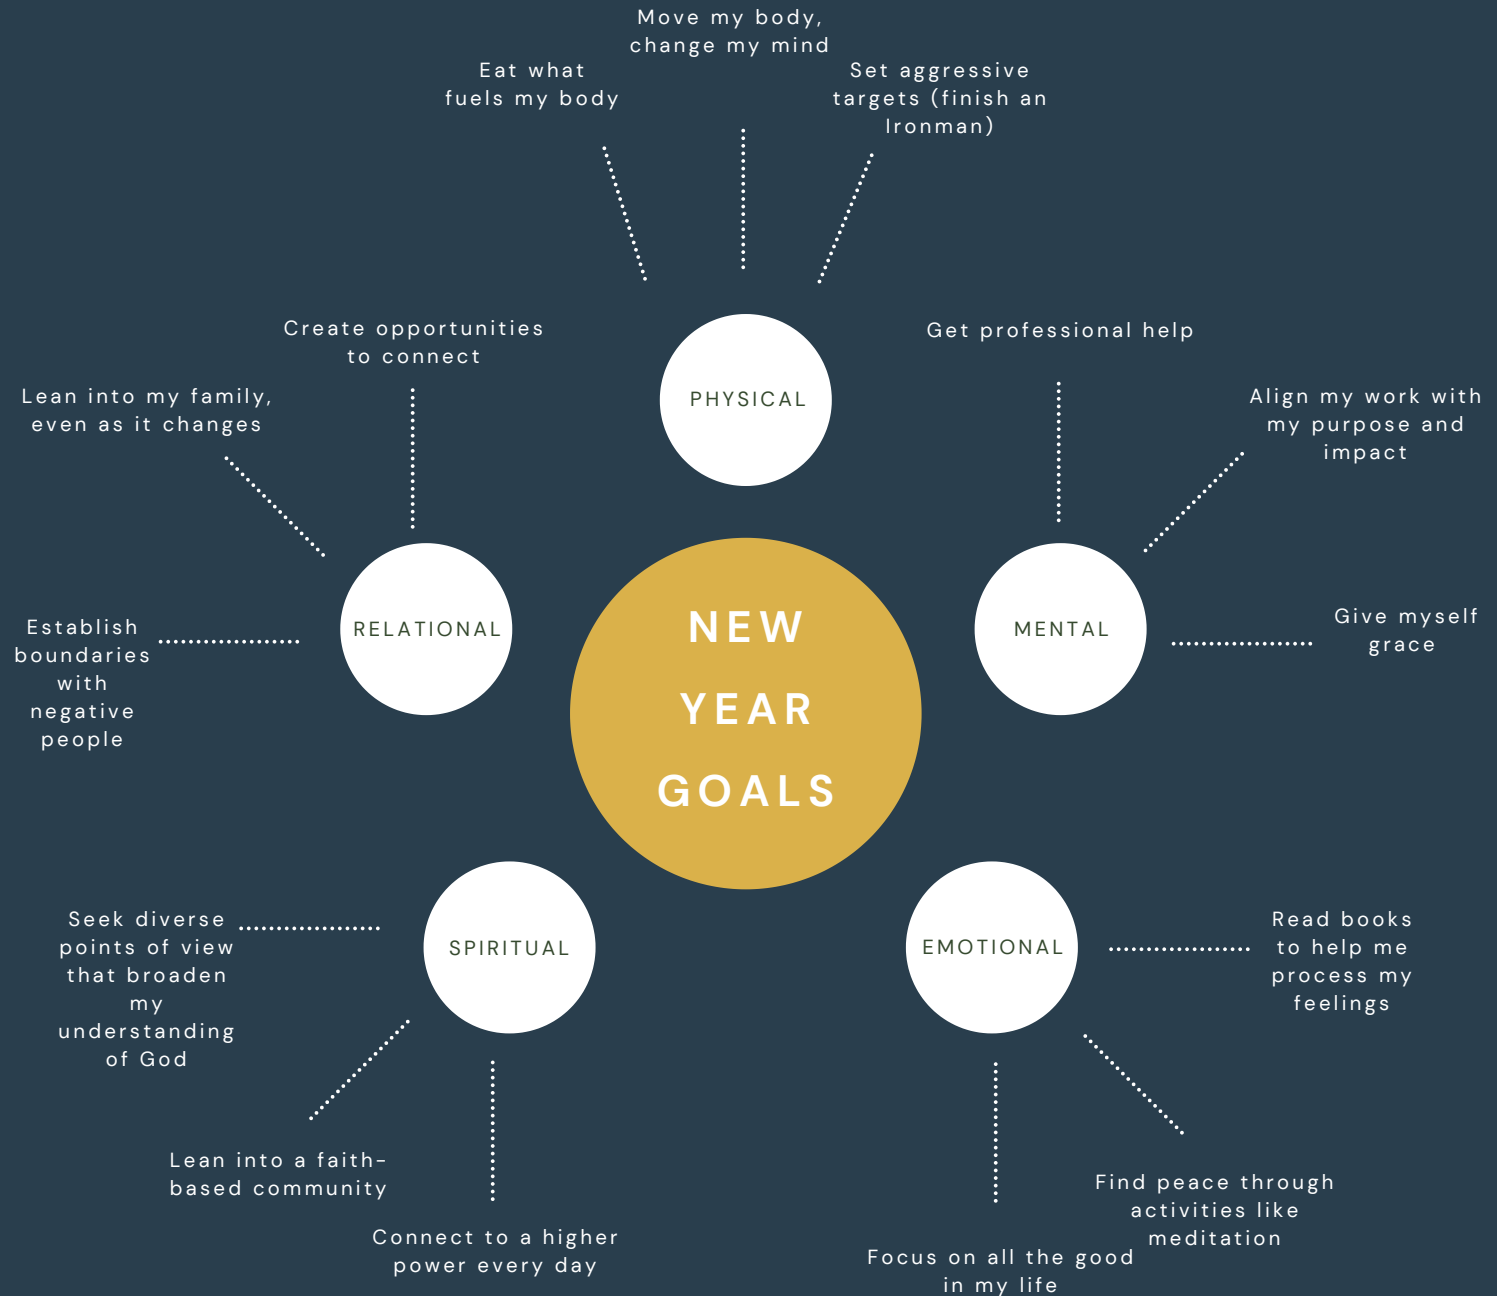 Move my body,
change my mind
Eat what
fuels my body
Set aggressive
targets (finish an
Ironman)
PHYSICAL
Create opportunities
to connect
Lean into my family,
even as it changes
Establish
boundaries
with
negative
people
RELATIONAL
Get professional help
Align my work with
my purpose and
impact
Give myself
grace
MENTAL
NEW
YEAR
GOALS
Seek diverse
points of view
that broaden
my
understanding
of God
SPIRITUAL
Lean into a faith-
based community
Connect to a higher
power every day
EMOTIONAL
Read books
to help me
process my
feelings
Find peace through
activities like
meditation
Focus on all the good
in my life